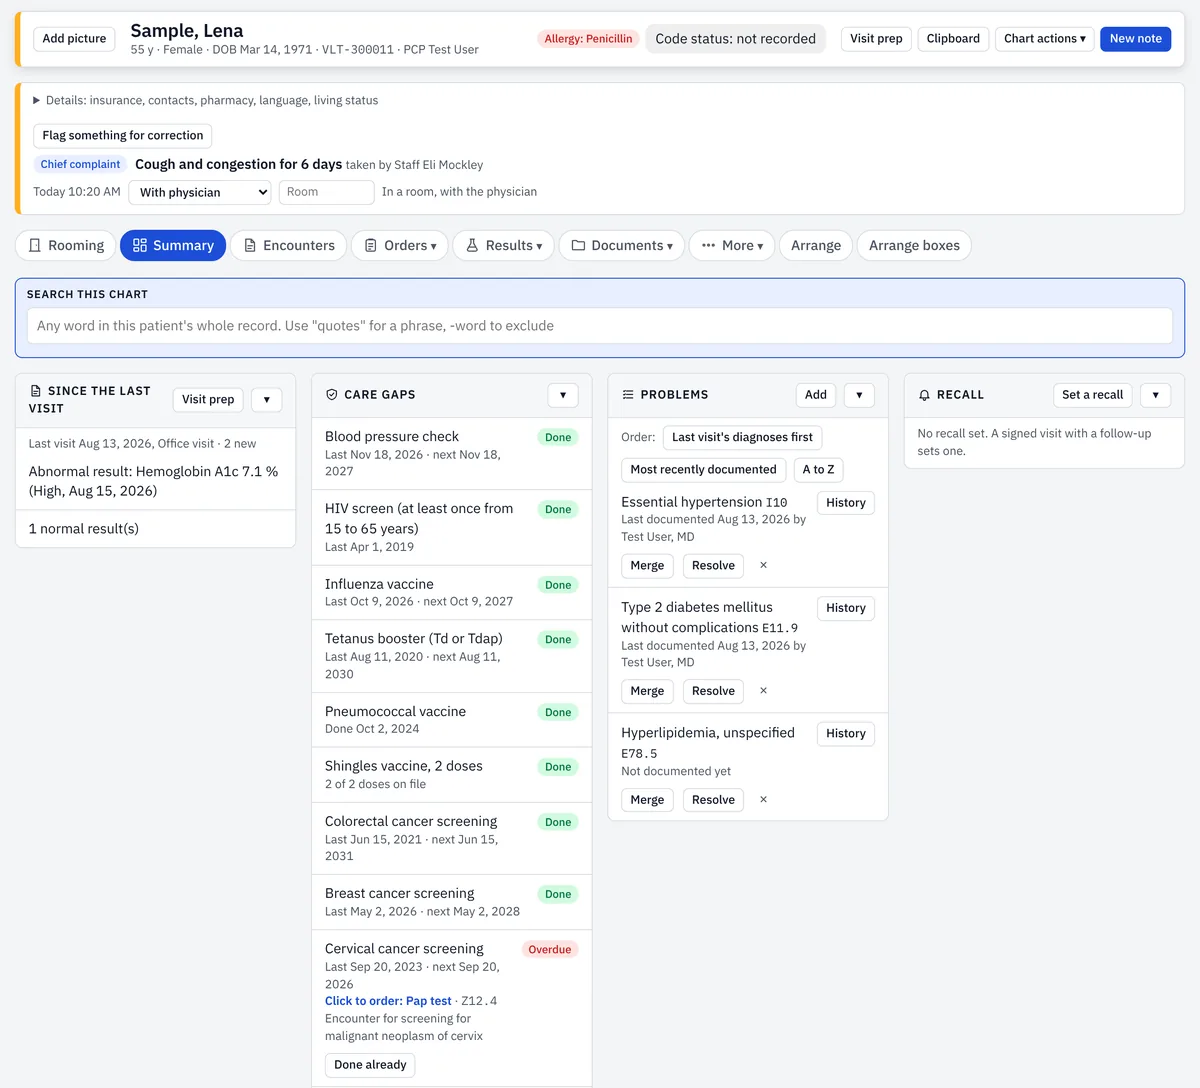 Add picture
Sample, Lena
55 y · Female · DOB Mar 14, 1971 · VLT-300011 · PCP Test User
Allergy: Penicillin
Code status: not recorded
Visit prep
Clipboard
Chart actions ▾
New note
▶ Details: insurance, contacts, pharmacy, language, living status
Flag something for correction
Chief complaint Cough and congestion for 6 days taken by Staff Eli Mockley
Today 10:20 AM With physician Room In a room, with the physician
Rooming
Summary
Encounters
Orders ▾
Results ▾
Documents ▾
More ▾
Arrange
Arrange boxes
SEARCH THIS CHART
Any word in this patient's whole record. Use "quotes" for a phrase, -word to exclude
SINCE THE LAST
VISIT
Visit prep
▼
Last visit Aug 13, 2026, Office visit · 2 new
Abnormal result: Hemoglobin A1c 7.1 %
(High, Aug 15, 2026)
1 normal result(s)
CARE GAPS
▼
Blood pressure check
Done
Last Nov 18, 2026 · next Nov 18,
2027
HIV screen (at least once from
15 to 65 years)
Done
Last Apr 1, 2019
Influenza vaccine
Done
Last Oct 9, 2026 · next Oct 9, 2027
Tetanus booster (Td or Tdap)
Done
Last Aug 11, 2020 · next Aug 11,
2030
Pneumococcal vaccine
Done
Done Oct 2, 2024
Shingles vaccine, 2 doses
Done
2 of 2 doses on file
Colorectal cancer screening
Done
Last Jun 15, 2021 · next Jun 15,
2031
Breast cancer screening
Done
Last May 2, 2026 · next May 2, 2028
Cervical cancer screening
Overdue
Last Sep 20, 2023 · next Sep 20,
2026
Click to order: Pap test · Z12.4
Encounter for screening for
malignant neoplasm of cervix
Done already
PROBLEMS
Add
▼
Order: Last visit's diagnoses first
Most recently documented
A to Z
Essential hypertension I10
History
Last documented Aug 13, 2026 by
Test User, MD
Merge
Resolve
×
Type 2 diabetes mellitus
without complications E11.9
History
Last documented Aug 13, 2026 by
Test User, MD
Merge
Resolve
×
Hyperlipidemia, unspecified
E78.5
History
Not documented yet
Merge
Resolve
×
RECALL
Set a recall
▼
No recall set. A signed visit with a follow-up
sets one.